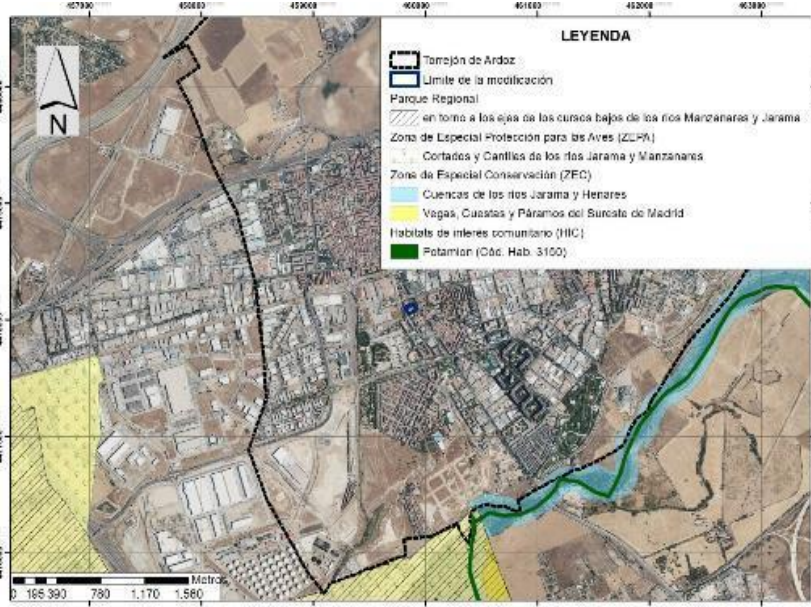 457000 458000 459000 460000 461000 462000 463000
LEYENDA
Torrejón de Ardoz
Límite de la modificación
Parque Regional
en torno a los ejes de los cursos bajos de los ríos Manzanares y Jarama
Zona de Especial Protección para las Aves (ZEPA)
Cortados y Cantiles de los ríos Jarama y Manzanares
Zona de Especial Conservación (ZEC)
Cuencas de los ríos Jarama y Henares
Vegas, Cuestas y Páramos del Sureste de Madrid
Habitats de interés comunitario (HIC)
Potamion (Cód. Hab. 3150)
N
Metros
0 195 390 780 1.170 1.560